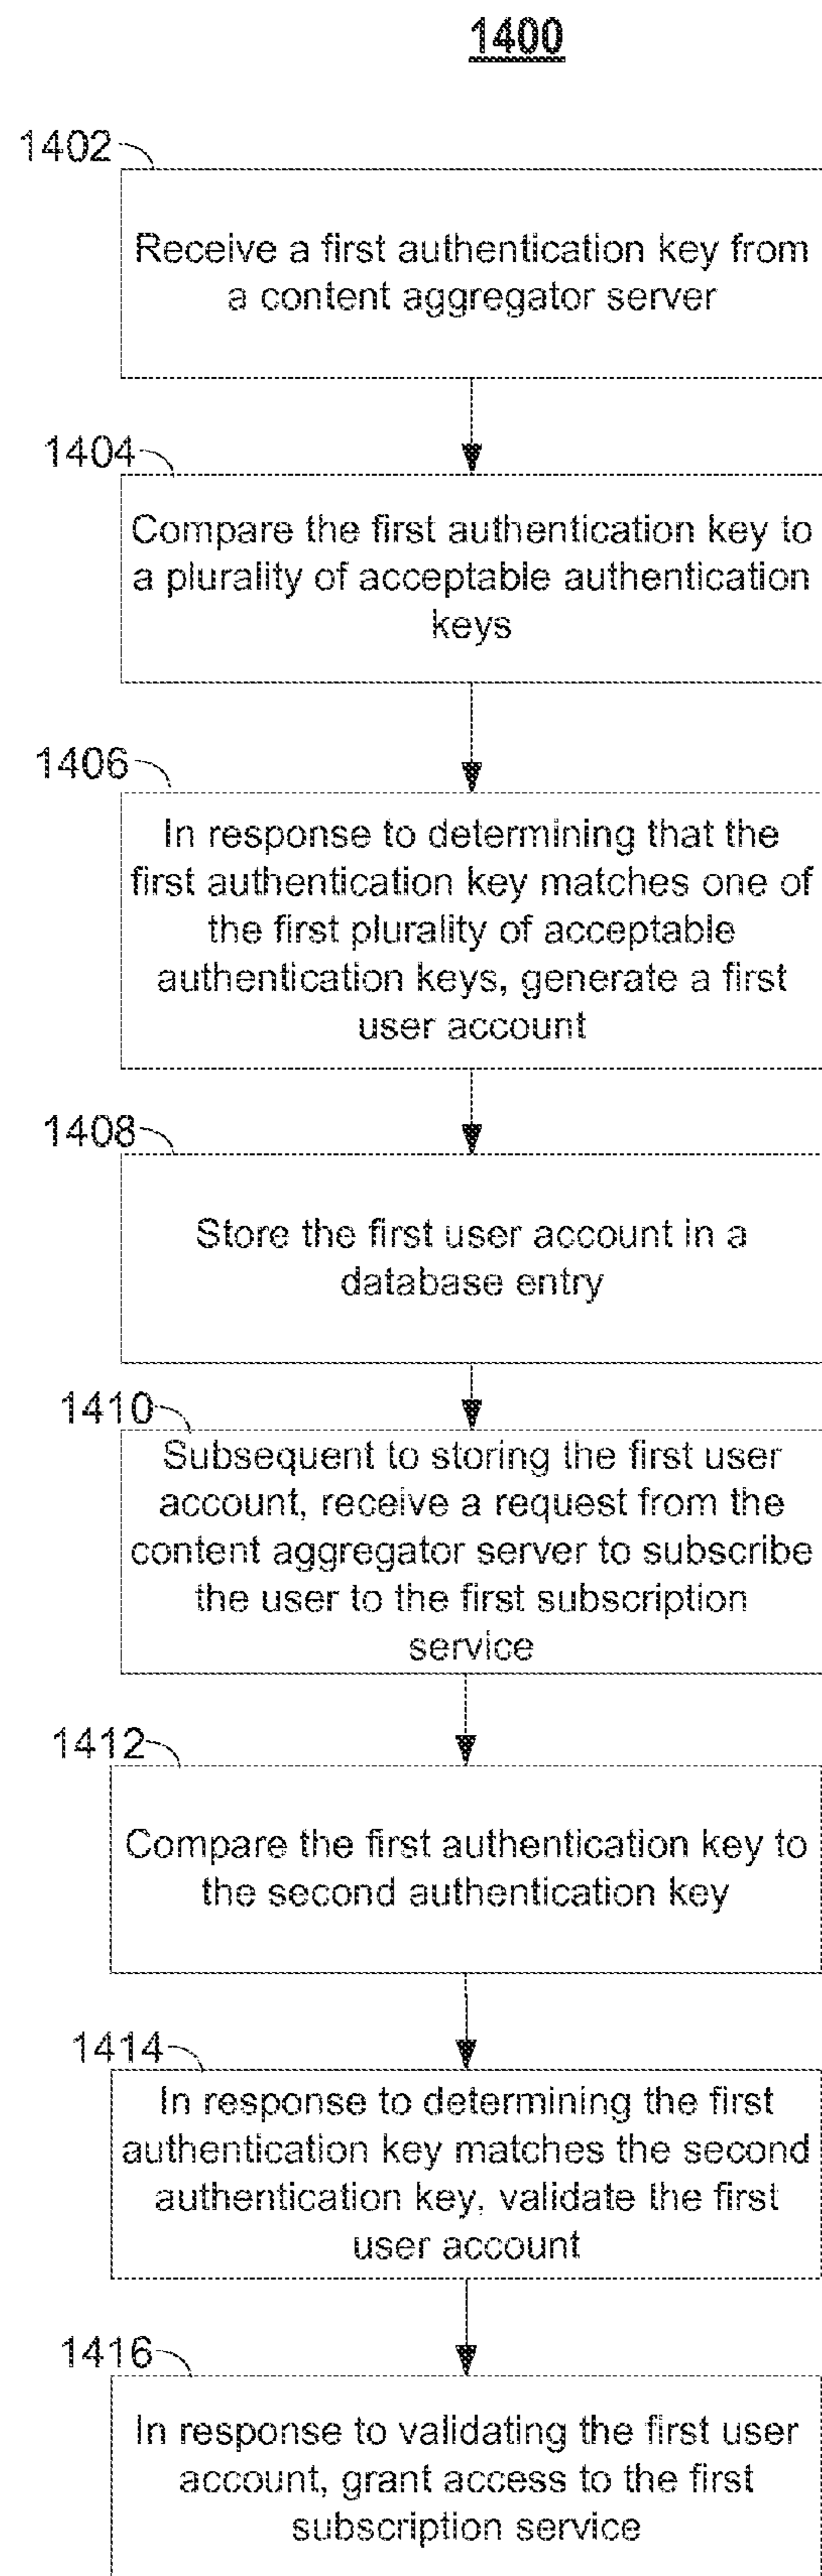 1400
1402
Receive a first authentication key from
a content aggregator server
1404
Compare the first authentication key to
a plurality of acceptable authentication
keys
1406
In response to determining that the
first authentication key matches one of
the first plurality of acceptable
authentication keys, generate a first
user account
1408
Store the first user account in a
database entry
1410
Subsequent to storing the first user
account, receive a request from the
content aggregator server to subscribe
the user to the first subscription
service
1412
Compare the first authentication key to
the second authentication key
1414
In response to determining the first
authentication key matches the second
authentication key, validate the first
user account
1416
In response to validating the first user
account, grant access to the first
subscription service